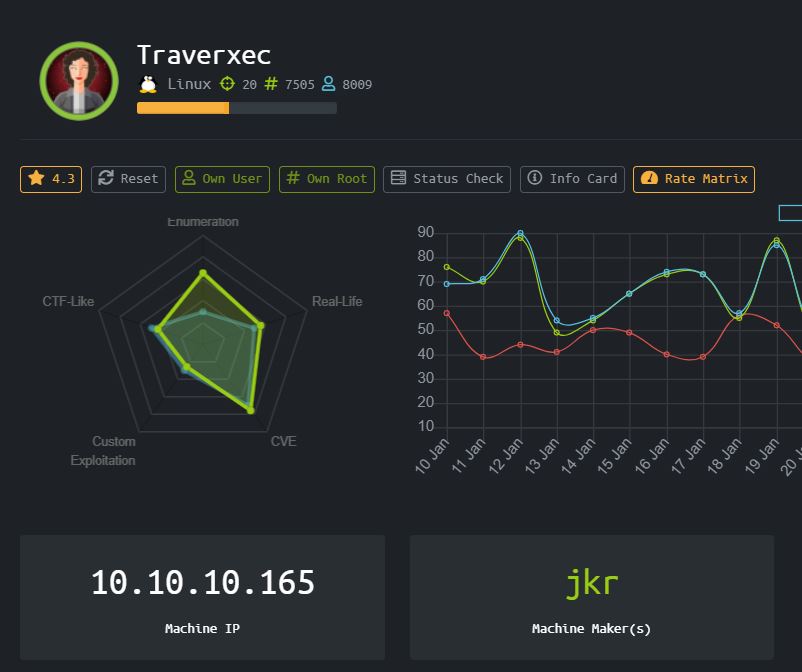 Traverxec
Linux 20 # 7505 8009
4.3 Reset Own User # Own Root Status Check Info Card Rate Matrix
Enumeration
CTF-Like
Real-Life
Custom
Exploitation
CVE
90
80
70
60
50
40
30
20
10
10 Jan 11 Jan 12 Jan 13 Jan 14 Jan 15 Jan 16 Jan 17 Jan 18 Jan 19 Jan 20 J
10.10.10.165
Machine IP
jkr
Machine Maker(s)